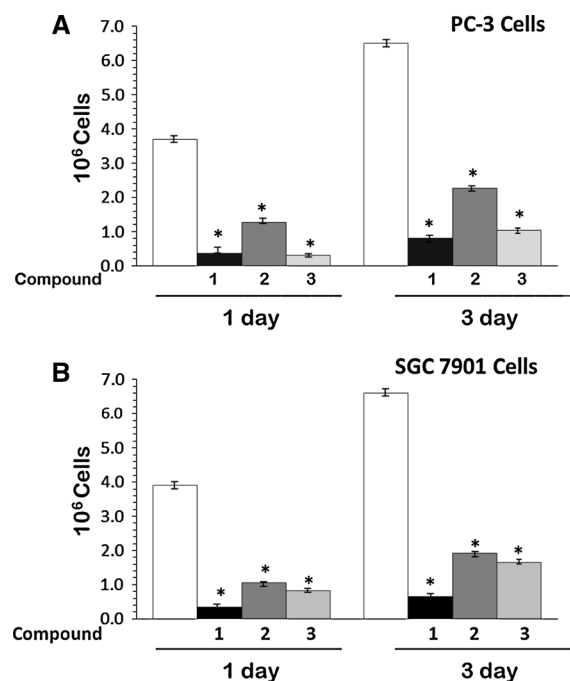 A
PC-3 Cells
7.0
6.0
5.0
4.0
3.0
2.0
1.0
0.0
10⁶ Cells
* * * * * *
Compound 1 2 3 1 2 3
1 day 3 day
B
SGC 7901 Cells
7.0
6.0
5.0
4.0
3.0
2.0
1.0
0.0
10⁶ Cells
* * * * * *
Compound 1 2 3 1 2 3
1 day 3 day